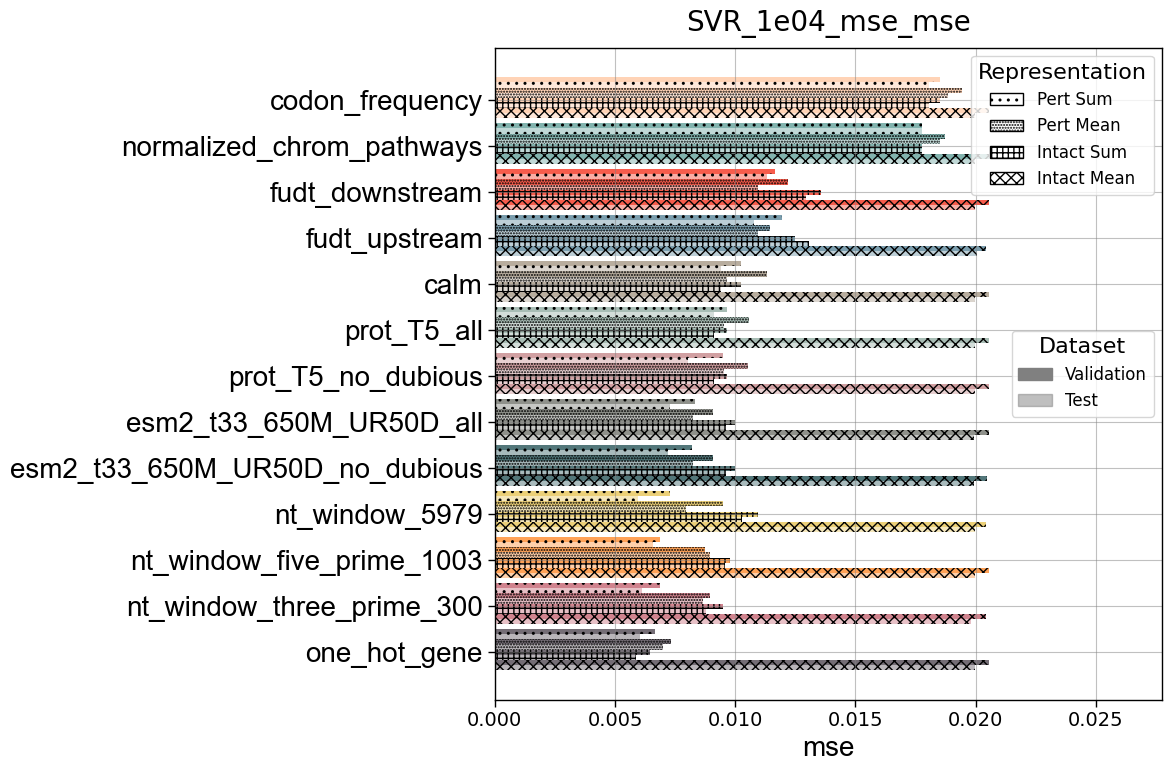 SVR_1e04_mse_mse
codon_frequency
normalized_chrom_pathways
fudt_downstream
fudt_upstream
calm
prot_T5_all
prot_T5_no_dubious
esm2_t33_650M_UR50D_all
esm2_t33_650M_UR50D_no_dubious
nt_window_5979
nt_window_five_prime_1003
nt_window_three_prime_300
one_hot_gene
Representation
Pert Sum
Pert Mean
Intact Sum
Intact Mean
Dataset
Validation
Test
0.000 0.005 0.010 0.015 0.020 0.025
mse